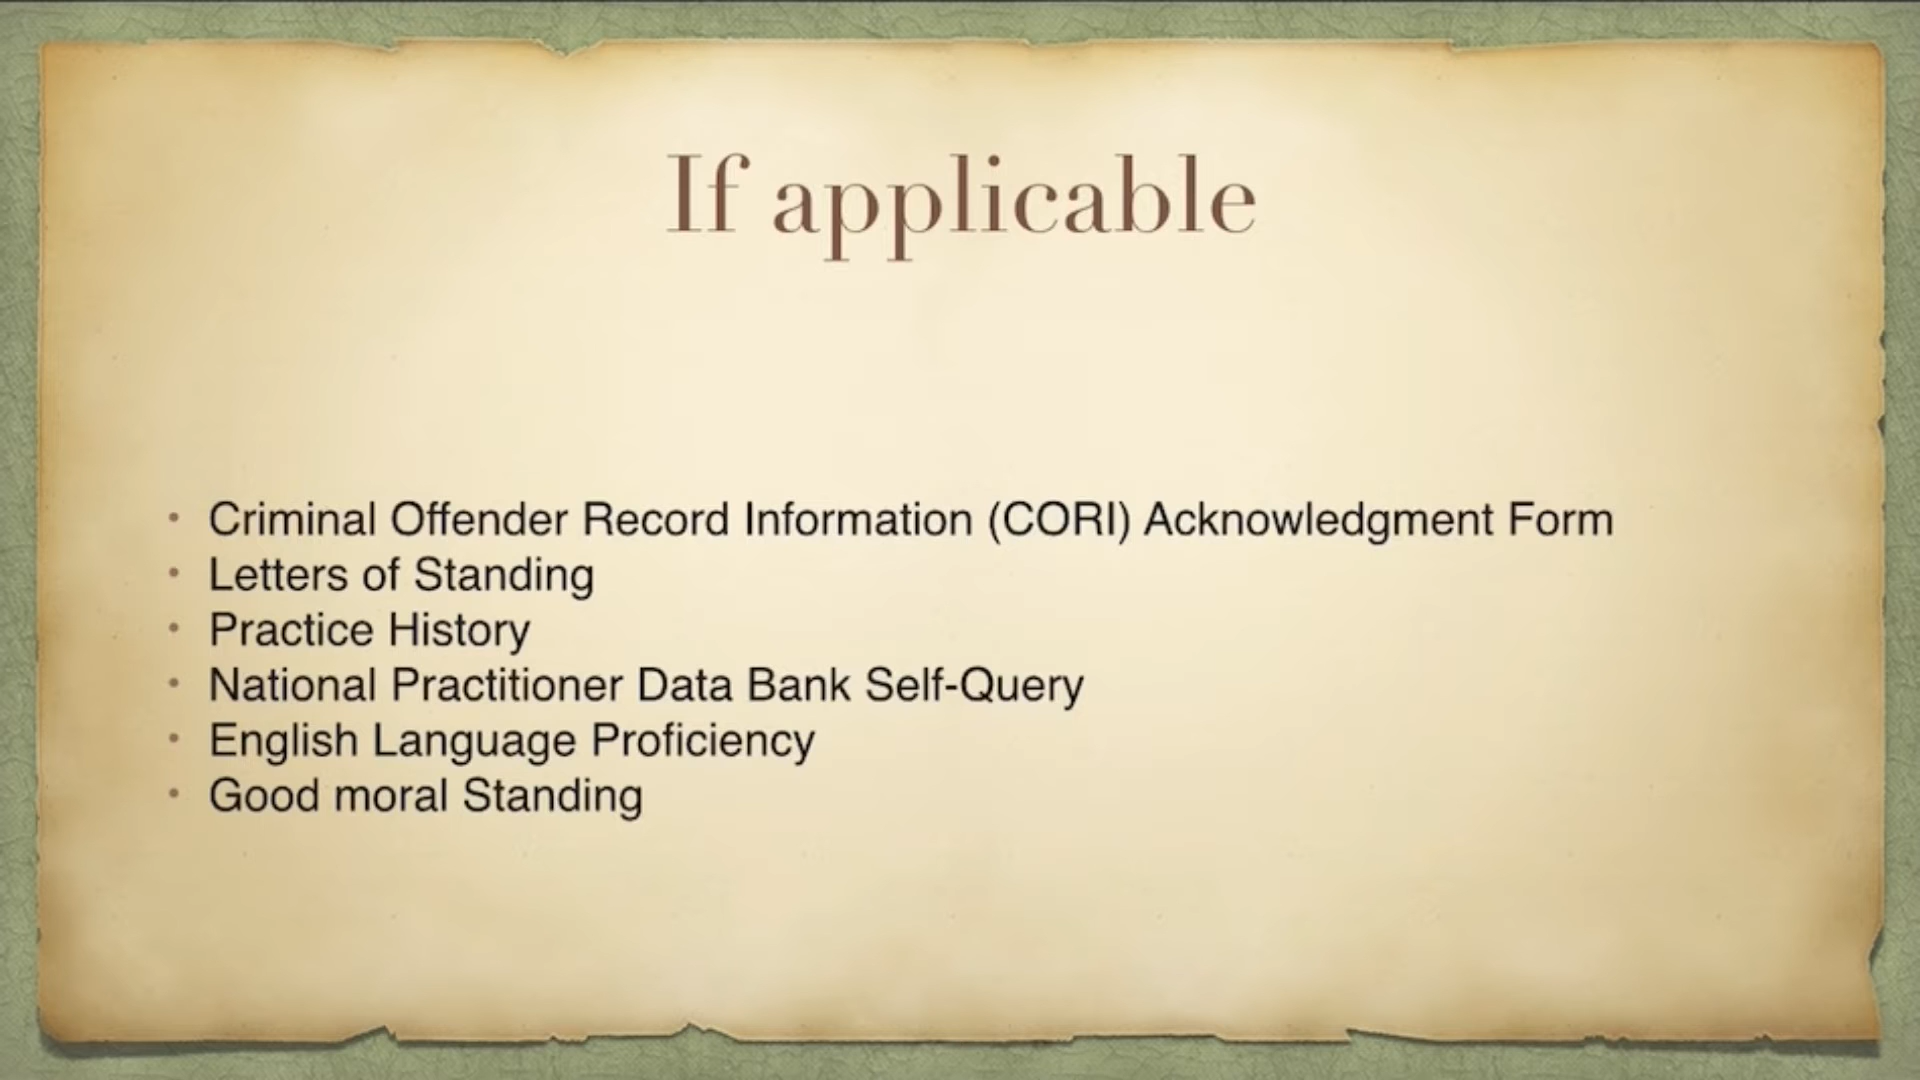 If applicable
• Criminal Offender Record Information (CORI) Acknowledgment Form
• Letters of Standing
• Practice History
• National Practitioner Data Bank Self-Query
• English Language Proficiency
• Good moral Standing